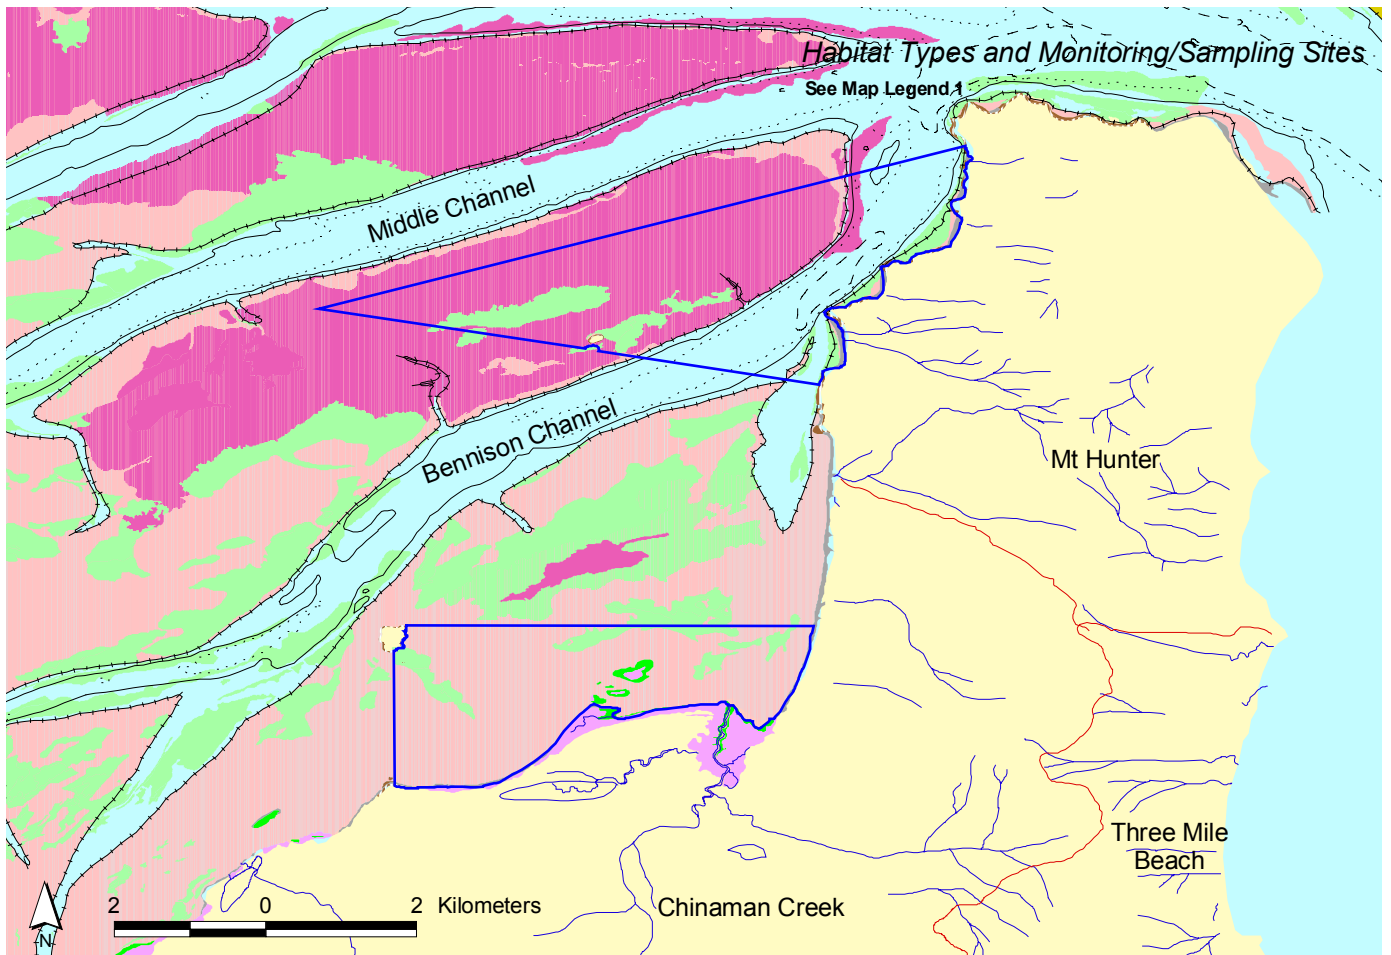 Habitat Types and Monitoring/Sampling Sites
See Map Legend 1
Middle Channel
Bennison Channel
Mt Hunter
Three Mile
Beach
Chinaman Creek
2 0 2 Kilometers
N